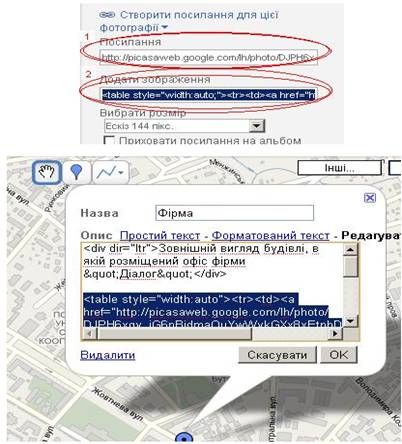 Створити посилання для цієї
фотографії
1
Посилання
http://picasaweb.google.com/lh/photo/DJPH6x
2
Додати зображення
<table style="width:auto;"><tr><td><a href="h
Вибрати розмір
Ескіз 144 пікс.
Приховати посилання на альбом
Інші...
Назва Фірма
Опис Простий текст - Форматований текст - Редагува
<div dir="ltr">Зовнішній вигляд будівлі, в
якій розміщений офіс фірми
&quot;Діалог&quot;</div>
<table style="width:auto"><tr><td><a
href="http://picasaweb.google.com/lh/photo/
Видалити Скасувати OK
Жовтнева вул.